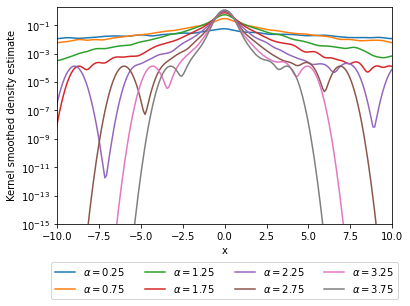 Kernel smoothed density estimate
10⁻¹
10⁻³
10⁻⁵
10⁻⁷
10⁻⁹
10⁻¹¹
10⁻¹³
10⁻¹⁵
−10.0 −7.5 −5.0 −2.5 0.0 2.5 5.0 7.5 10.0
x
α = 0.25 α = 1.25 α = 2.25 α = 3.25
α = 0.75 α = 1.75 α = 2.75 α = 3.75